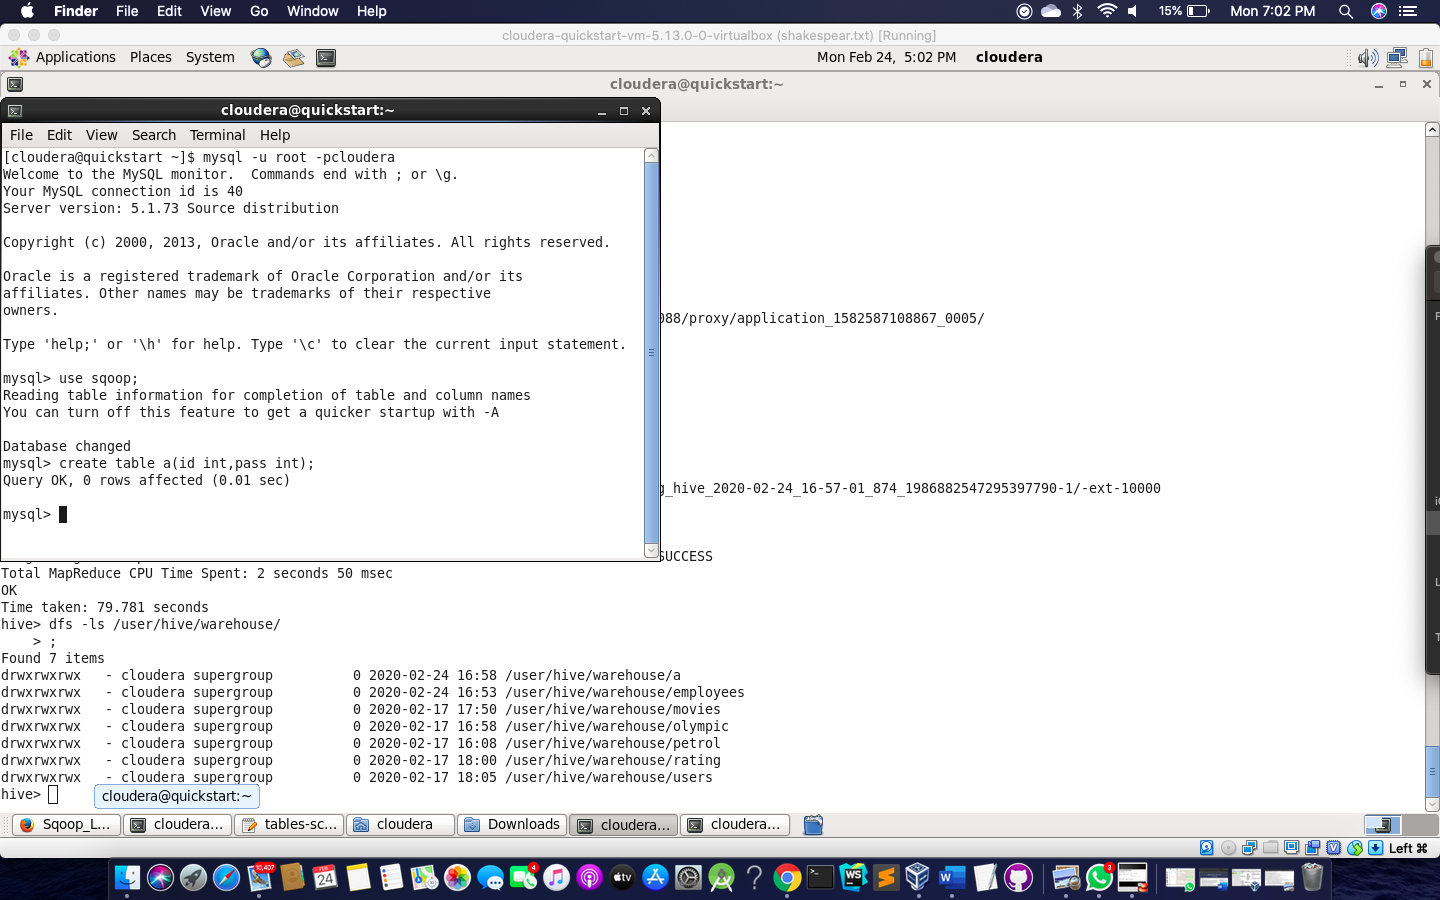 Finder File Edit View Go Window Help 15% Mon 7:02 PM
cloudera-quickstart-vm-5.13.0-0-virtualbox (shakespear.txt) [Running]
Applications Places System Mon Feb 24, 5:02 PM cloudera
cloudera@quickstart:~
cloudera@quickstart:~
File Edit View Search Terminal Help
[cloudera@quickstart ~]$ mysql -u root -pcloudera
Welcome to the MySQL monitor.  Commands end with ; or \g.
Your MySQL connection id is 40
Server version: 5.1.73 Source distribution
Copyright (c) 2000, 2013, Oracle and/or its affiliates. All rights reserved.
Oracle is a registered trademark of Oracle Corporation and/or its
affiliates. Other names may be trademarks of their respective
owners.
Type 'help;' or '\h' for help. Type '\c' to clear the current input statement.
mysql> use sqoop;
Reading table information for completion of table and column names
You can turn off this feature to get a quicker startup with -A
Database changed
mysql> create table a(id int,pass int);
Query OK, 0 rows affected (0.01 sec)
mysql>
088/proxy/application_1582587108867_0005/
g_hive_2020-02-24_16-57-01_874_1986882547295397790-1/-ext-10000
SUCCESS
Total MapReduce CPU Time Spent: 2 seconds 50 msec
OK
Time taken: 79.781 seconds
hive> dfs -ls /user/hive/warehouse/
    > ;
Found 7 items
drwxrwxrwx   - cloudera supergroup          0 2020-02-24 16:58 /user/hive/warehouse/a
drwxrwxrwx   - cloudera supergroup          0 2020-02-24 16:53 /user/hive/warehouse/employees
drwxrwxrwx   - cloudera supergroup          0 2020-02-17 17:50 /user/hive/warehouse/movies
drwxrwxrwx   - cloudera supergroup          0 2020-02-17 16:58 /user/hive/warehouse/olympic
drwxrwxrwx   - cloudera supergroup          0 2020-02-17 16:08 /user/hive/warehouse/petrol
drwxrwxrwx   - cloudera supergroup          0 2020-02-17 18:00 /user/hive/warehouse/rating
drwxrwxrwx   - cloudera supergroup          0 2020-02-17 18:05 /user/hive/warehouse/users
hive>
cloudera@quickstart:~
Sqoop_L... cloudera... tables-sc... cloudera Downloads cloudera... cloudera...
Left ⌘
10,407 FEB 24 4 tv WS W 3